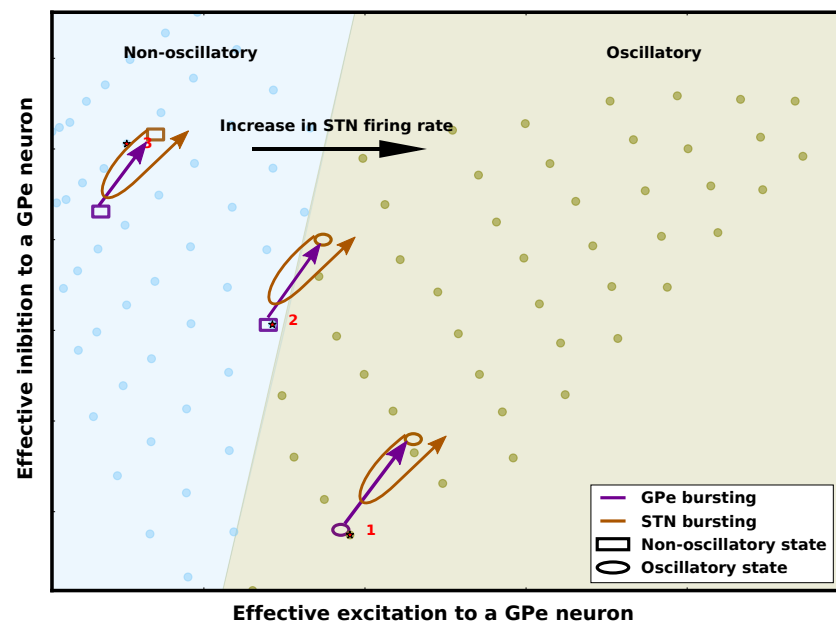 Non-oscillatory
Oscillatory
Increase in STN firing rate
3
2
1
Effective inibition to a GPe neuron
GPe bursting
STN bursting
Non-oscillatory state
Oscillatory state
Effective excitation to a GPe neuron